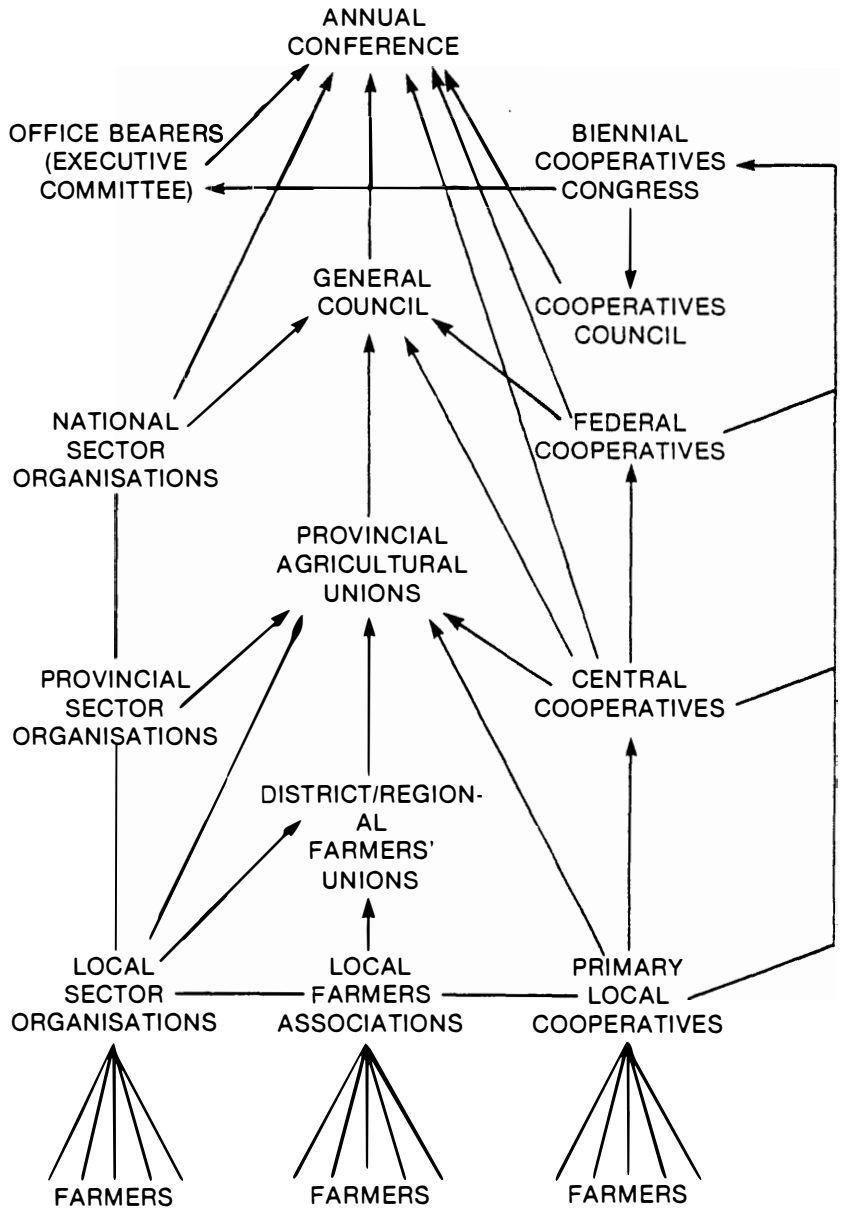 ANNUAL
CONFERENCE
OFFICE BEARERS
(EXECUTIVE
COMMITTEE)
BIENNIAL
COOPERATIVES
CONGRESS
GENERAL
COUNCIL
COOPERATIVES
COUNCIL
NATIONAL
SECTOR
ORGANISATIONS
FEDERAL
COOPERATIVES
PROVINCIAL
AGRICULTURAL
UNIONS
PROVINCIAL
SECTOR
ORGANISATIONS
CENTRAL
COOPERATIVES
DISTRICT/REGION-
AL
FARMERS'
UNIONS
LOCAL
SECTOR
ORGANISATIONS
LOCAL
FARMERS
ASSOCIATIONS
PRIMARY
LOCAL
COOPERATIVES
FARMERS
FARMERS
FARMERS